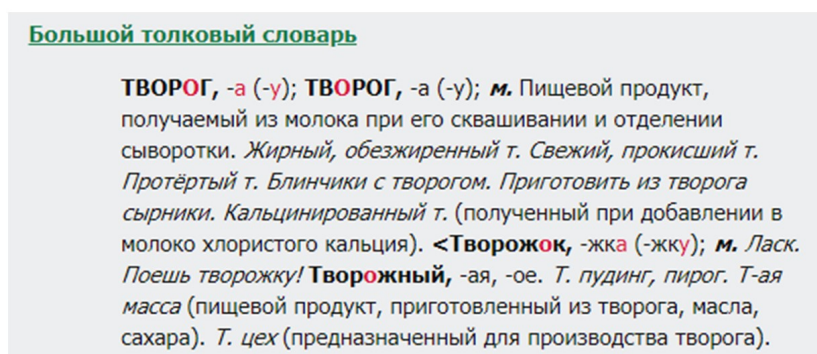 Большой толковый словарь
ТВОРОГ, -а (-у); ТВОРОГ, -а (-у); м. Пищевой продукт,
получаемый из молока при его сквашивании и отделении
сыворотки. Жирный, обезжиренный т. Свежий, прокисший т.
Протёртый т. Блинчики с творогом. Приготовить из творога
сырники. Кальцинированный т. (полученный при добавлении в
молоко хлористого кальция). <Творожок, -жка (-жку); м. Ласк.
Поешь творожку! Творожный, -ая, -ое. Т. пудинг, пирог. Т-ая
масса (пищевой продукт, приготовленный из творога, масла,
сахара). Т. цех (предназначенный для производства творога).